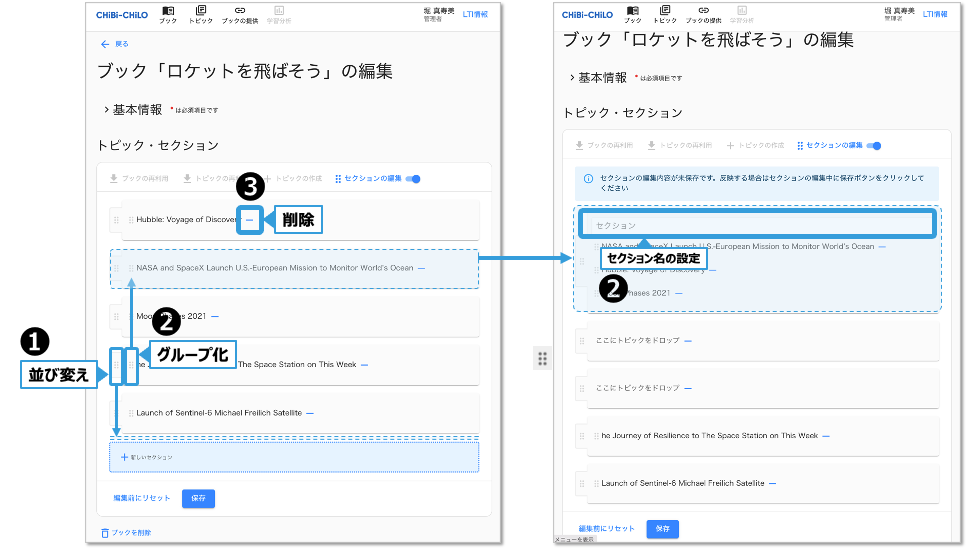 CHiBi-CHiLO
ブック
トピック
ブックの提供
学習分析
堀 真寿美
管理者
LTI情報
戻る
ブック「ロケットを飛ばそう」の編集
基本情報 *は必須項目です
トピック・セクション
ブックの再利用
トピックの再
トピックの作成
セクションの編集
3
Hubble: Voyage of Discover
削除
NASA and SpaceX Launch U.S.-European Mission to Monitor World's Ocean
2
Moo ses 2021
グループ化
1
並び変え
he J The Space Station on This Week
Launch of Sentinel-6 Michael Freilich Satellite
+ 新しいセクション
編集前にリセット
保存
ブックを削除
CHiBi-CHiLO
ブック
トピック
ブックの提供
学習分析
堀 真寿美
管理者
LTI情報
ブック「ロケットを飛ばそう」の編集
基本情報 *は必須項目です
トピック・セクション
ブックの再利用
トピックの再利用
トピックの作成
セクションの編集
セクションの編集内容が未保存です。反映する場合はセクションの編集中に保存ボタンをクリックして
ください
セクション
NASA and SpaceX Launch U.S.-European Mission to Monitor World's Ocean
セクション名の設定
Hubble: Voyage of Discovery
2
hases 2021
ここにトピックをドロップ
ここにトピックをドロップ
he Journey of Resilience to The Space Station on This Week
Launch of Sentinel-6 Michael Freilich Satellite
編集前にリセット
保存
メニューを表示